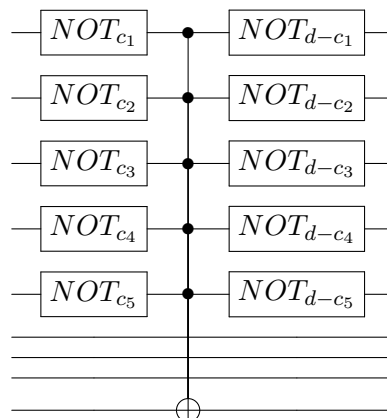 $NOT_{c_1}$ $NOT_{d-c_1}$
$NOT_{c_2}$ $NOT_{d-c_2}$
$NOT_{c_3}$ $NOT_{d-c_3}$
$NOT_{c_4}$ $NOT_{d-c_4}$
$NOT_{c_5}$ $NOT_{d-c_5}$